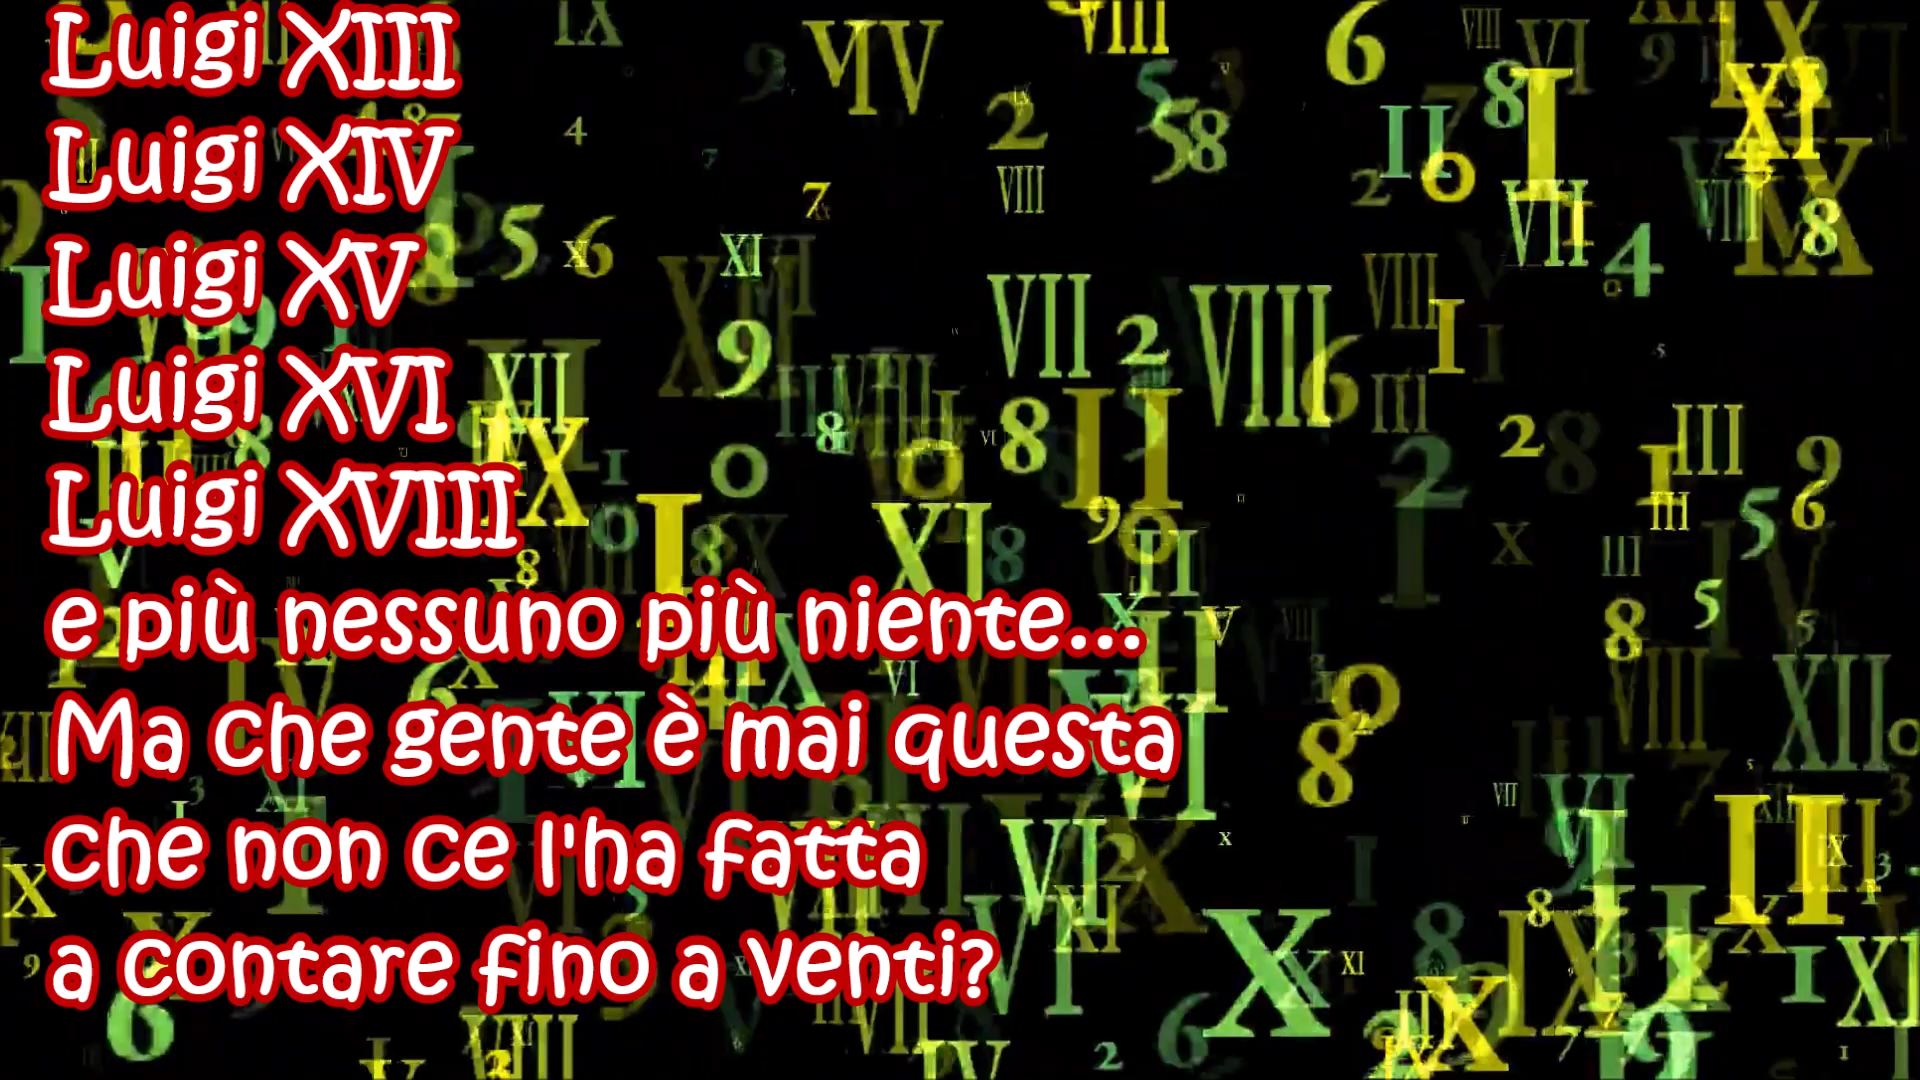 Luigi XIII
Luigi XIV
Luigi XV
Luigi XVI
Luigi XVIII
e più nessuno più niente...
Ma che gente è mai questa
che non ce l'ha fatta
a contare fino a venti?